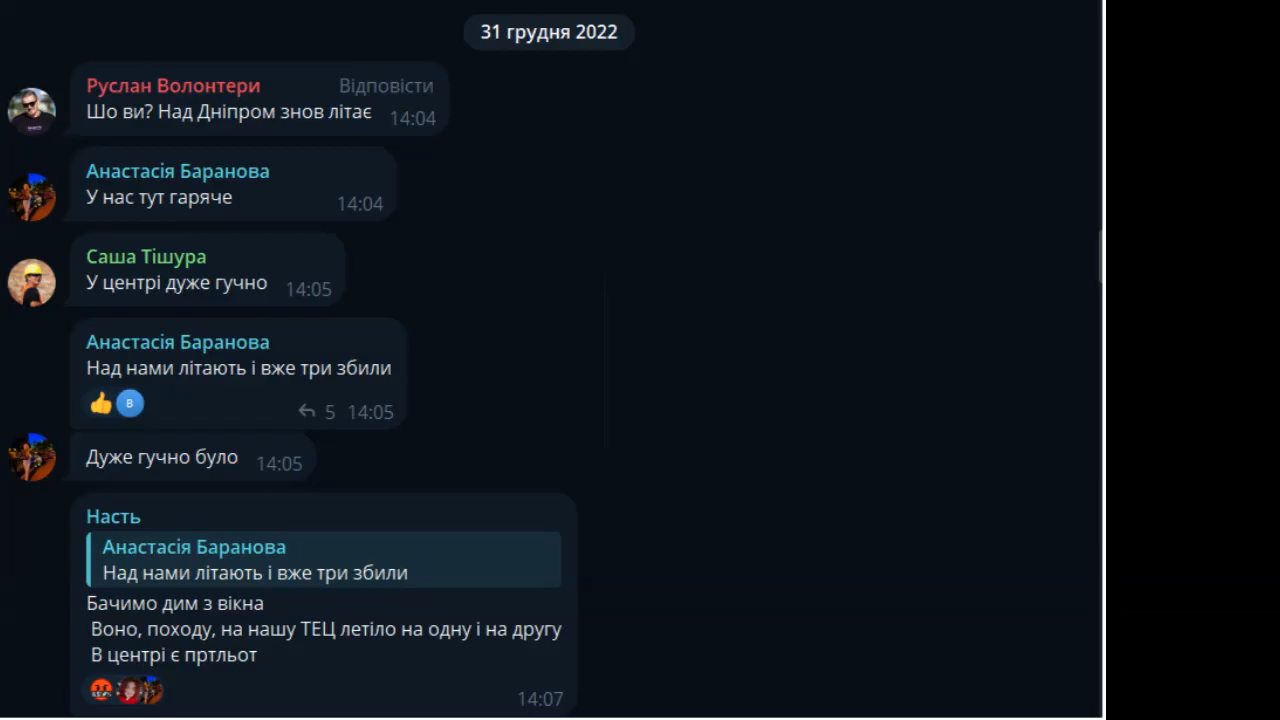 31 грудня 2022
Руслан Волонтери Відповісти
Шо ви? Над Дніпром знов літає 14:04
Анастасія Баранова
У нас тут гаряче 14:04
Саша Тішура
У центрі дуже гучно 14:05
Анастасія Баранова
Над нами літають і вже три збили
В 5 14:05
Дуже гучно було 14:05
Насть
Анастасія Баранова
Над нами літають і вже три збили
Бачимо дим з вікна
Воно, походу, на нашу ТЕЦ летіло на одну і на другу
В центрі є пртльот
14:07